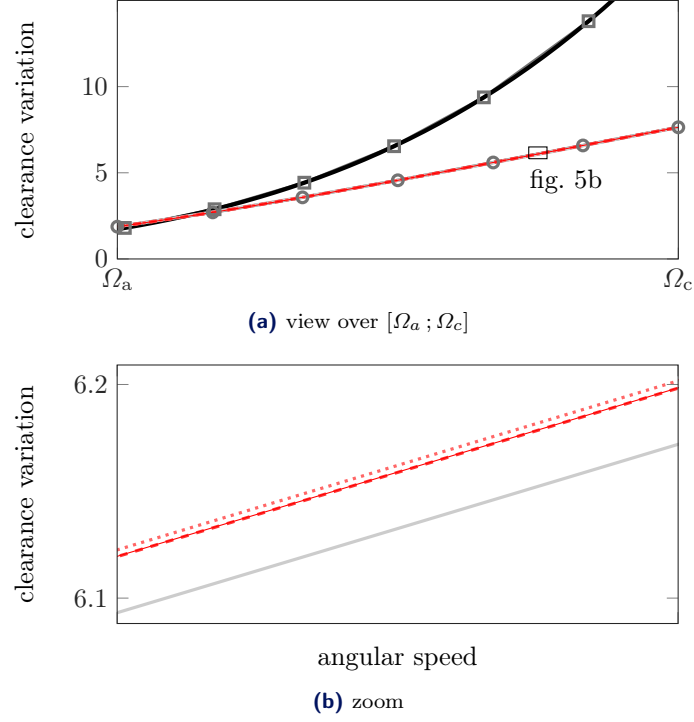 clearance variation
10
5
0
fig. 5b
Ωa
Ωc
(a) view over [Ωa ; Ωc]
clearance variation
6.2
6.1
angular speed
(b) zoom